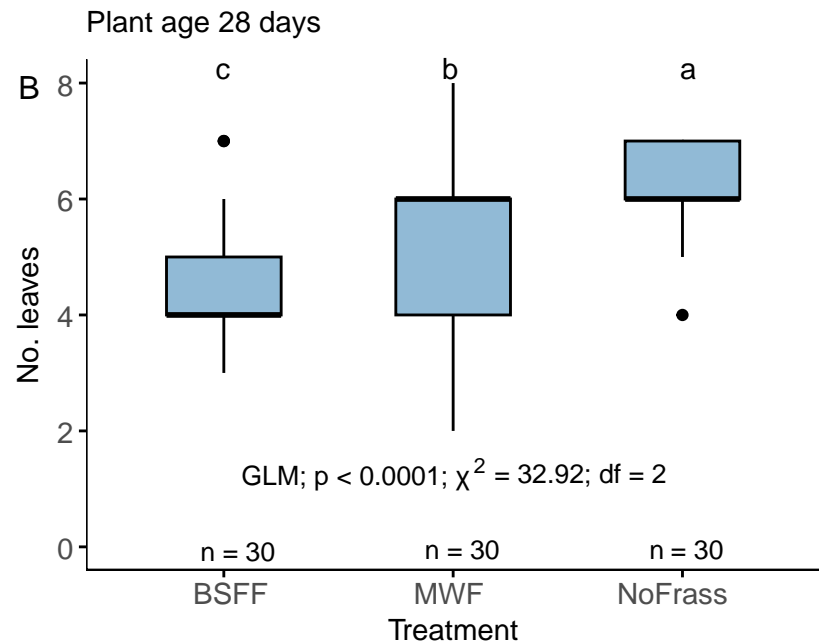 Plant age 28 days
B
c b a
No. leaves
8
6
4
2
0
GLM; p < 0.0001; χ² = 32.92; df = 2
n = 30 n = 30 n = 30
BSFF MWF NoFrass
Treatment